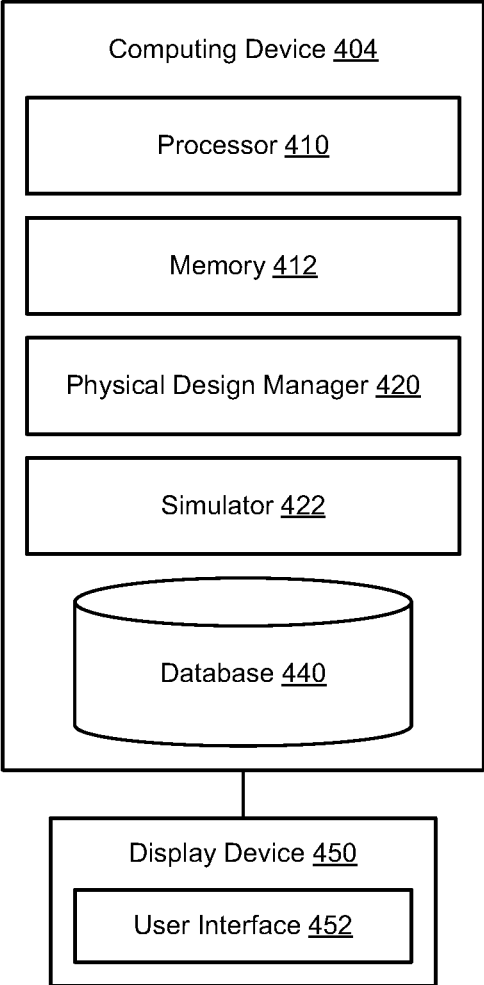 Computing Device 404
Processor 410
Memory 412
Physical Design Manager 420
Simulator 422
Database 440
Display Device 450
User Interface 452